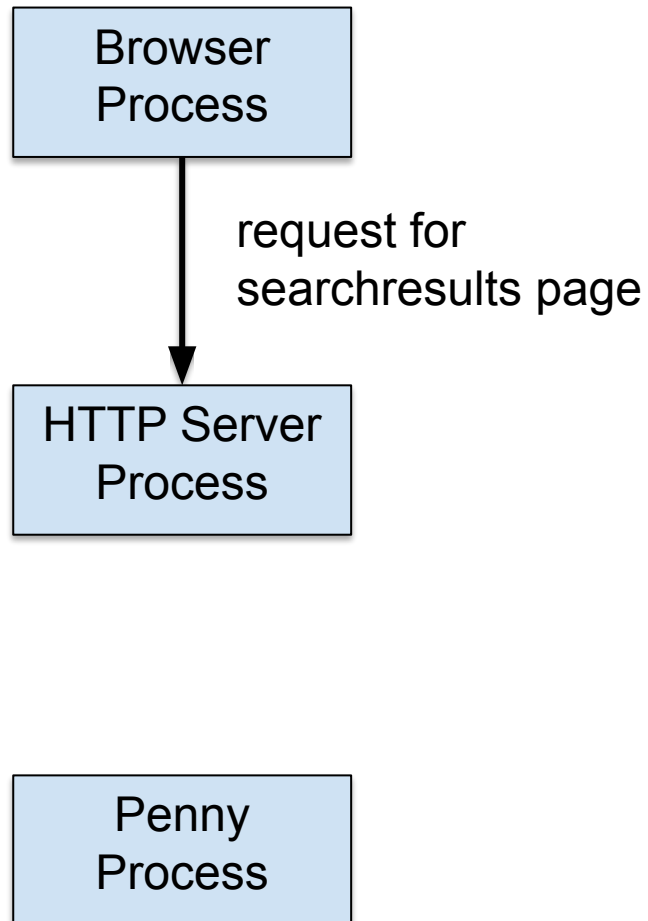 Browser
Process
request for
searchresults page
HTTP Server
Process
Penny
Process